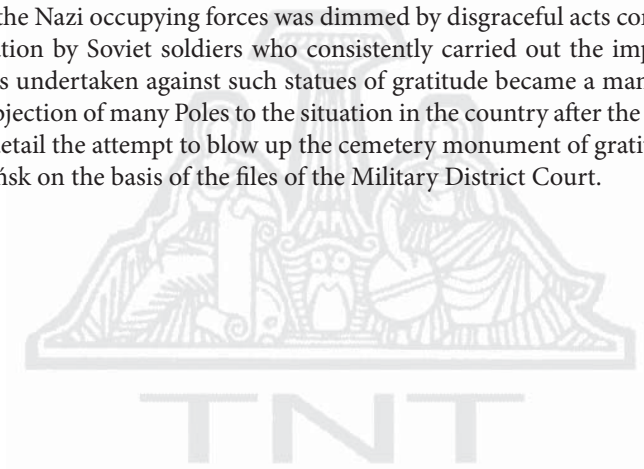 the Nazi occupying forces was dimmed by disgraceful acts co
tion by Soviet soldiers who consistently carried out the imp
s undertaken against such statues of gratitude became a man
bjection of many Poles to the situation in the country after the
etail the attempt to blow up the cemetery monument of grati
ńsk on the basis of the files of the Military District Court.
TNT